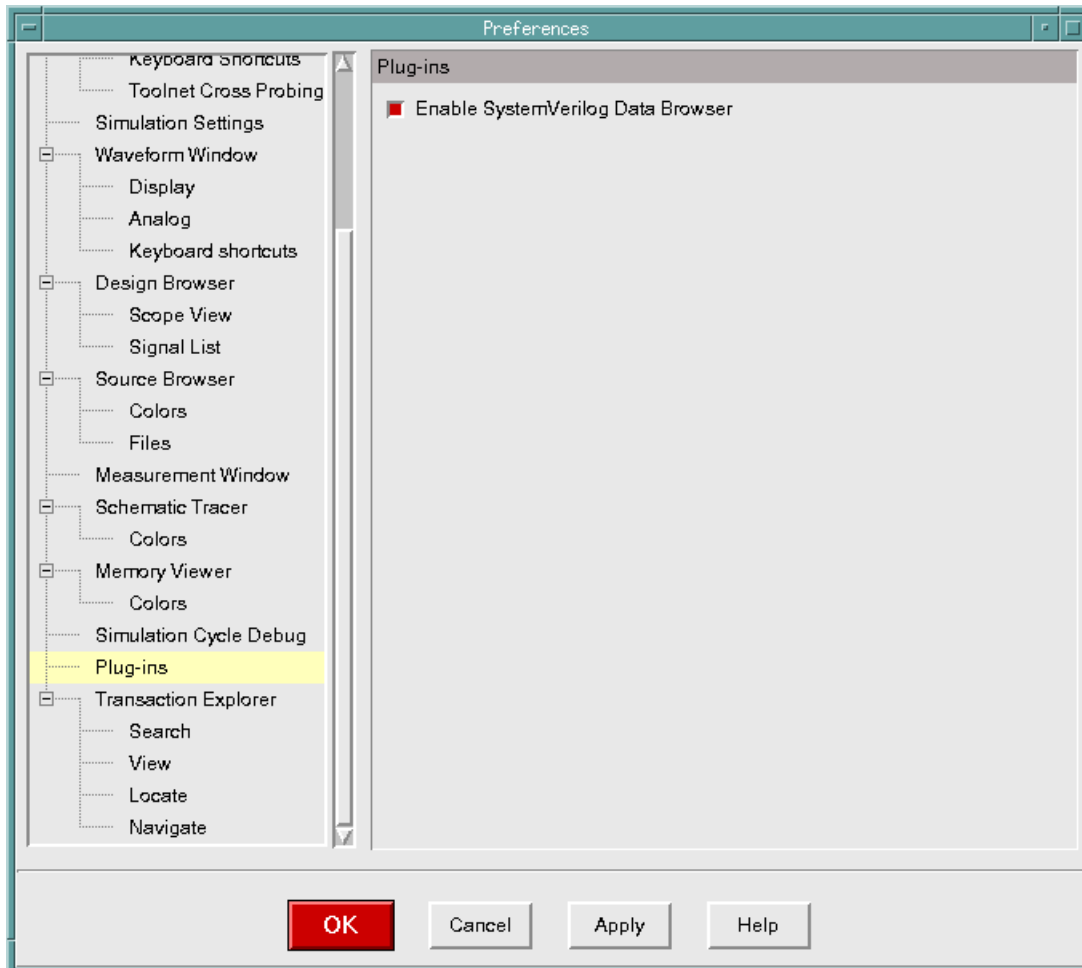 Preferences
Keyboard Shortcuts
Toolnet Cross Probing
Simulation Settings
Waveform Window
Display
Analog
Keyboard shortcuts
Design Browser
Scope View
Signal List
Source Browser
Colors
Files
Measurement Window
Schematic Tracer
Colors
Memory Viewer
Colors
Simulation Cycle Debug
Plug-ins
Transaction Explorer
Search
View
Locate
Navigate
Plug-ins
Enable SystemVerilog Data Browser
OK Cancel Apply Help